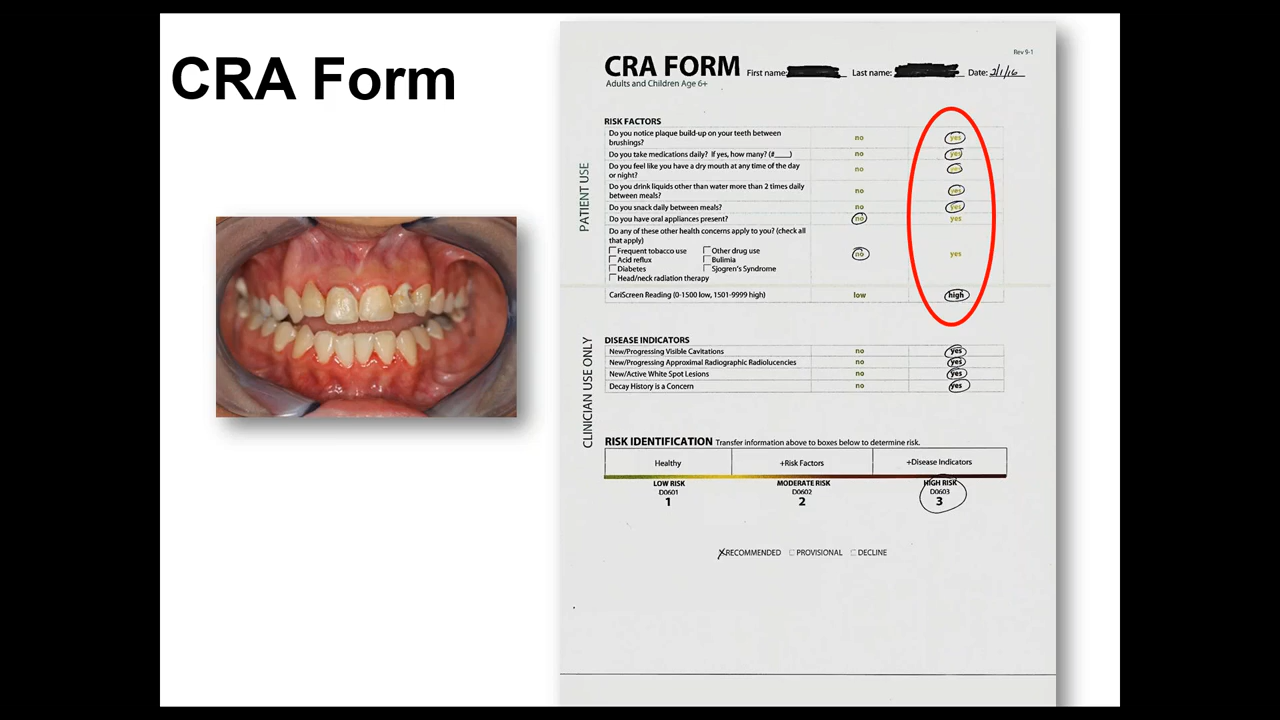 CRA Form
Rev 9-1
CRA FORM First name: Last name: Date: 2/1/16
Adults and Children Age 6+
PATIENT USE
RISK FACTORS
Do you notice plaque build-up on your teeth between
brushings? no yes
Do you take medications daily? If yes, how many? (#____) no yes
Do you feel like you have a dry mouth at any time of the day
or night? no yes
Do you drink liquids other than water more than 2 times daily
between meals? no yes
Do you snack daily between meals? yes
Do you have oral appliances present? no yes
Do any of these other health concerns apply to you? (check all
that apply) no yes
Frequent tobacco use Other drug use
Acid reflux Bulimia
Diabetes Sjogren's Syndrome
Head/neck radiation therapy
CariScreen Reading (0-1500 low, 1501-9999 high) low high
CLINICIAN USE ONLY
DISEASE INDICATORS
New/Progressing Visible Cavitations no yes
New/Progressing Approximal Radiographic Radiolucencies no yes
New/Active White Spot Lesions no yes
Decay History is a Concern no yes
RISK IDENTIFICATION Transfer information above to boxes below to determine risk.
Healthy +Risk Factors +Disease Indicators
LOW RISK MODERATE RISK HIGH RISK
D0601 D0602 D0603
1 2 3
RECOMMENDED PROVISIONAL DECLINE